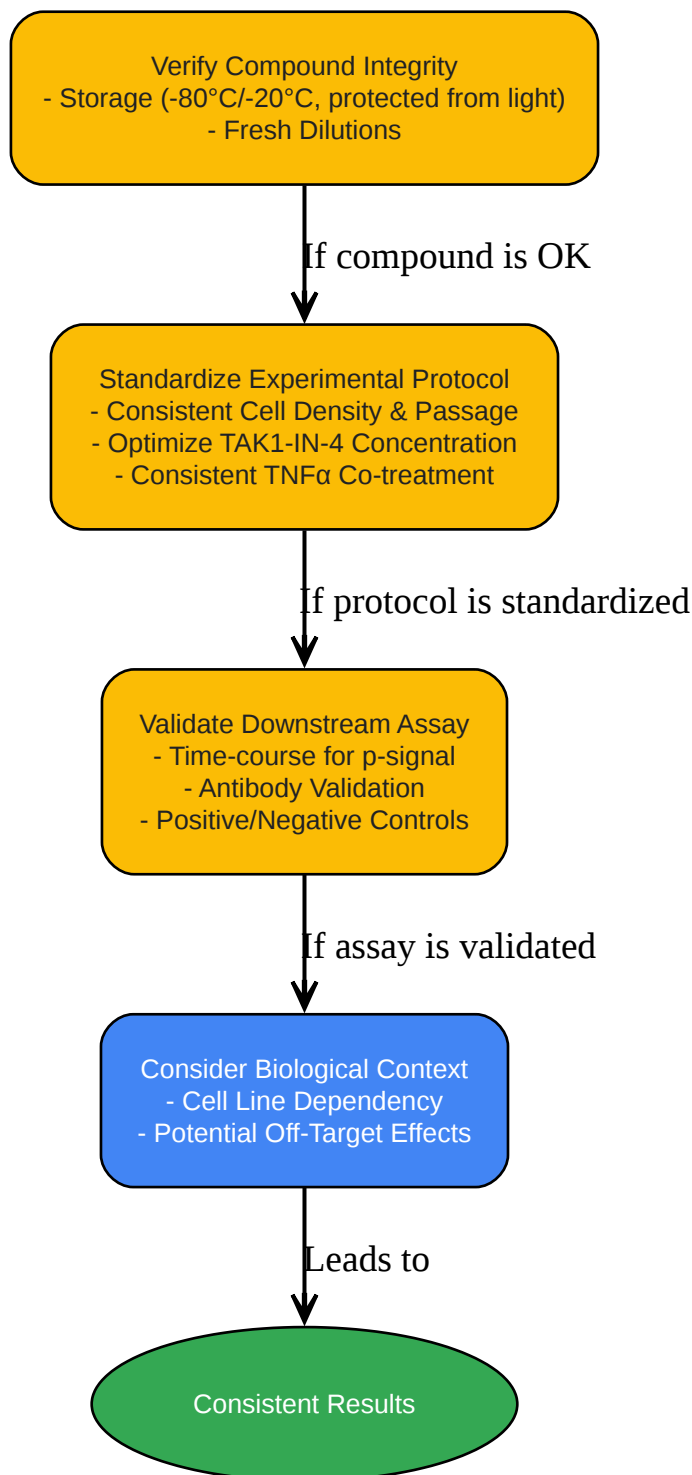 Verify Compound Integrity
- Storage (-80°C/-20°C, protected from light)
- Fresh Dilutions
If compound is OK
Standardize Experimental Protocol
- Consistent Cell Density & Passage
- Optimize TAK1-IN-4 Concentration
- Consistent TNFα Co-treatment
If protocol is standardized
Validate Downstream Assay
- Time-course for p-signal
- Antibody Validation
- Positive/Negative Controls
If assay is validated
Consider Biological Context
- Cell Line Dependency
- Potential Off-Target Effects
Leads to
Consistent Results